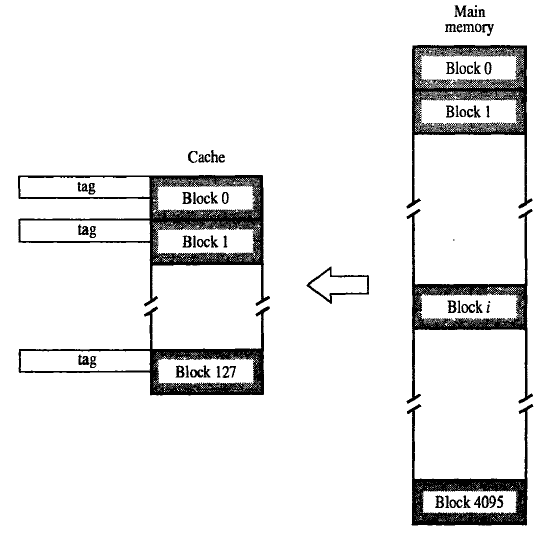 Main
memory
Block 0
Block 1
Cache
tag
Block 0
tag
Block 1
Block i
tag
Block 127
Block 4095